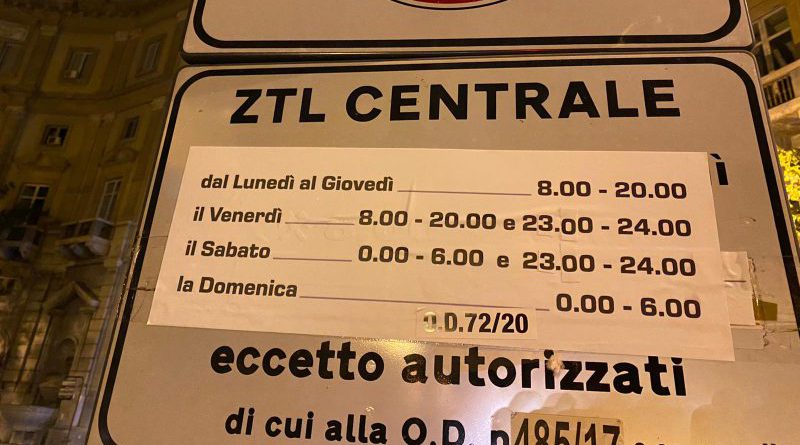 ZTL CENTRALE
ì
dal Lunedì al Giovedì 8.00 - 20.00
il Venerdì 8.00 - 20.00 e 23.00 - 24.00
il Sabato 0.00 - 6.00 e 23.00 - 24.00
la Domenica 0.00 - 6.00
O.D.72/20
eccetto autorizzati
di cui alla O.D. n 485/17